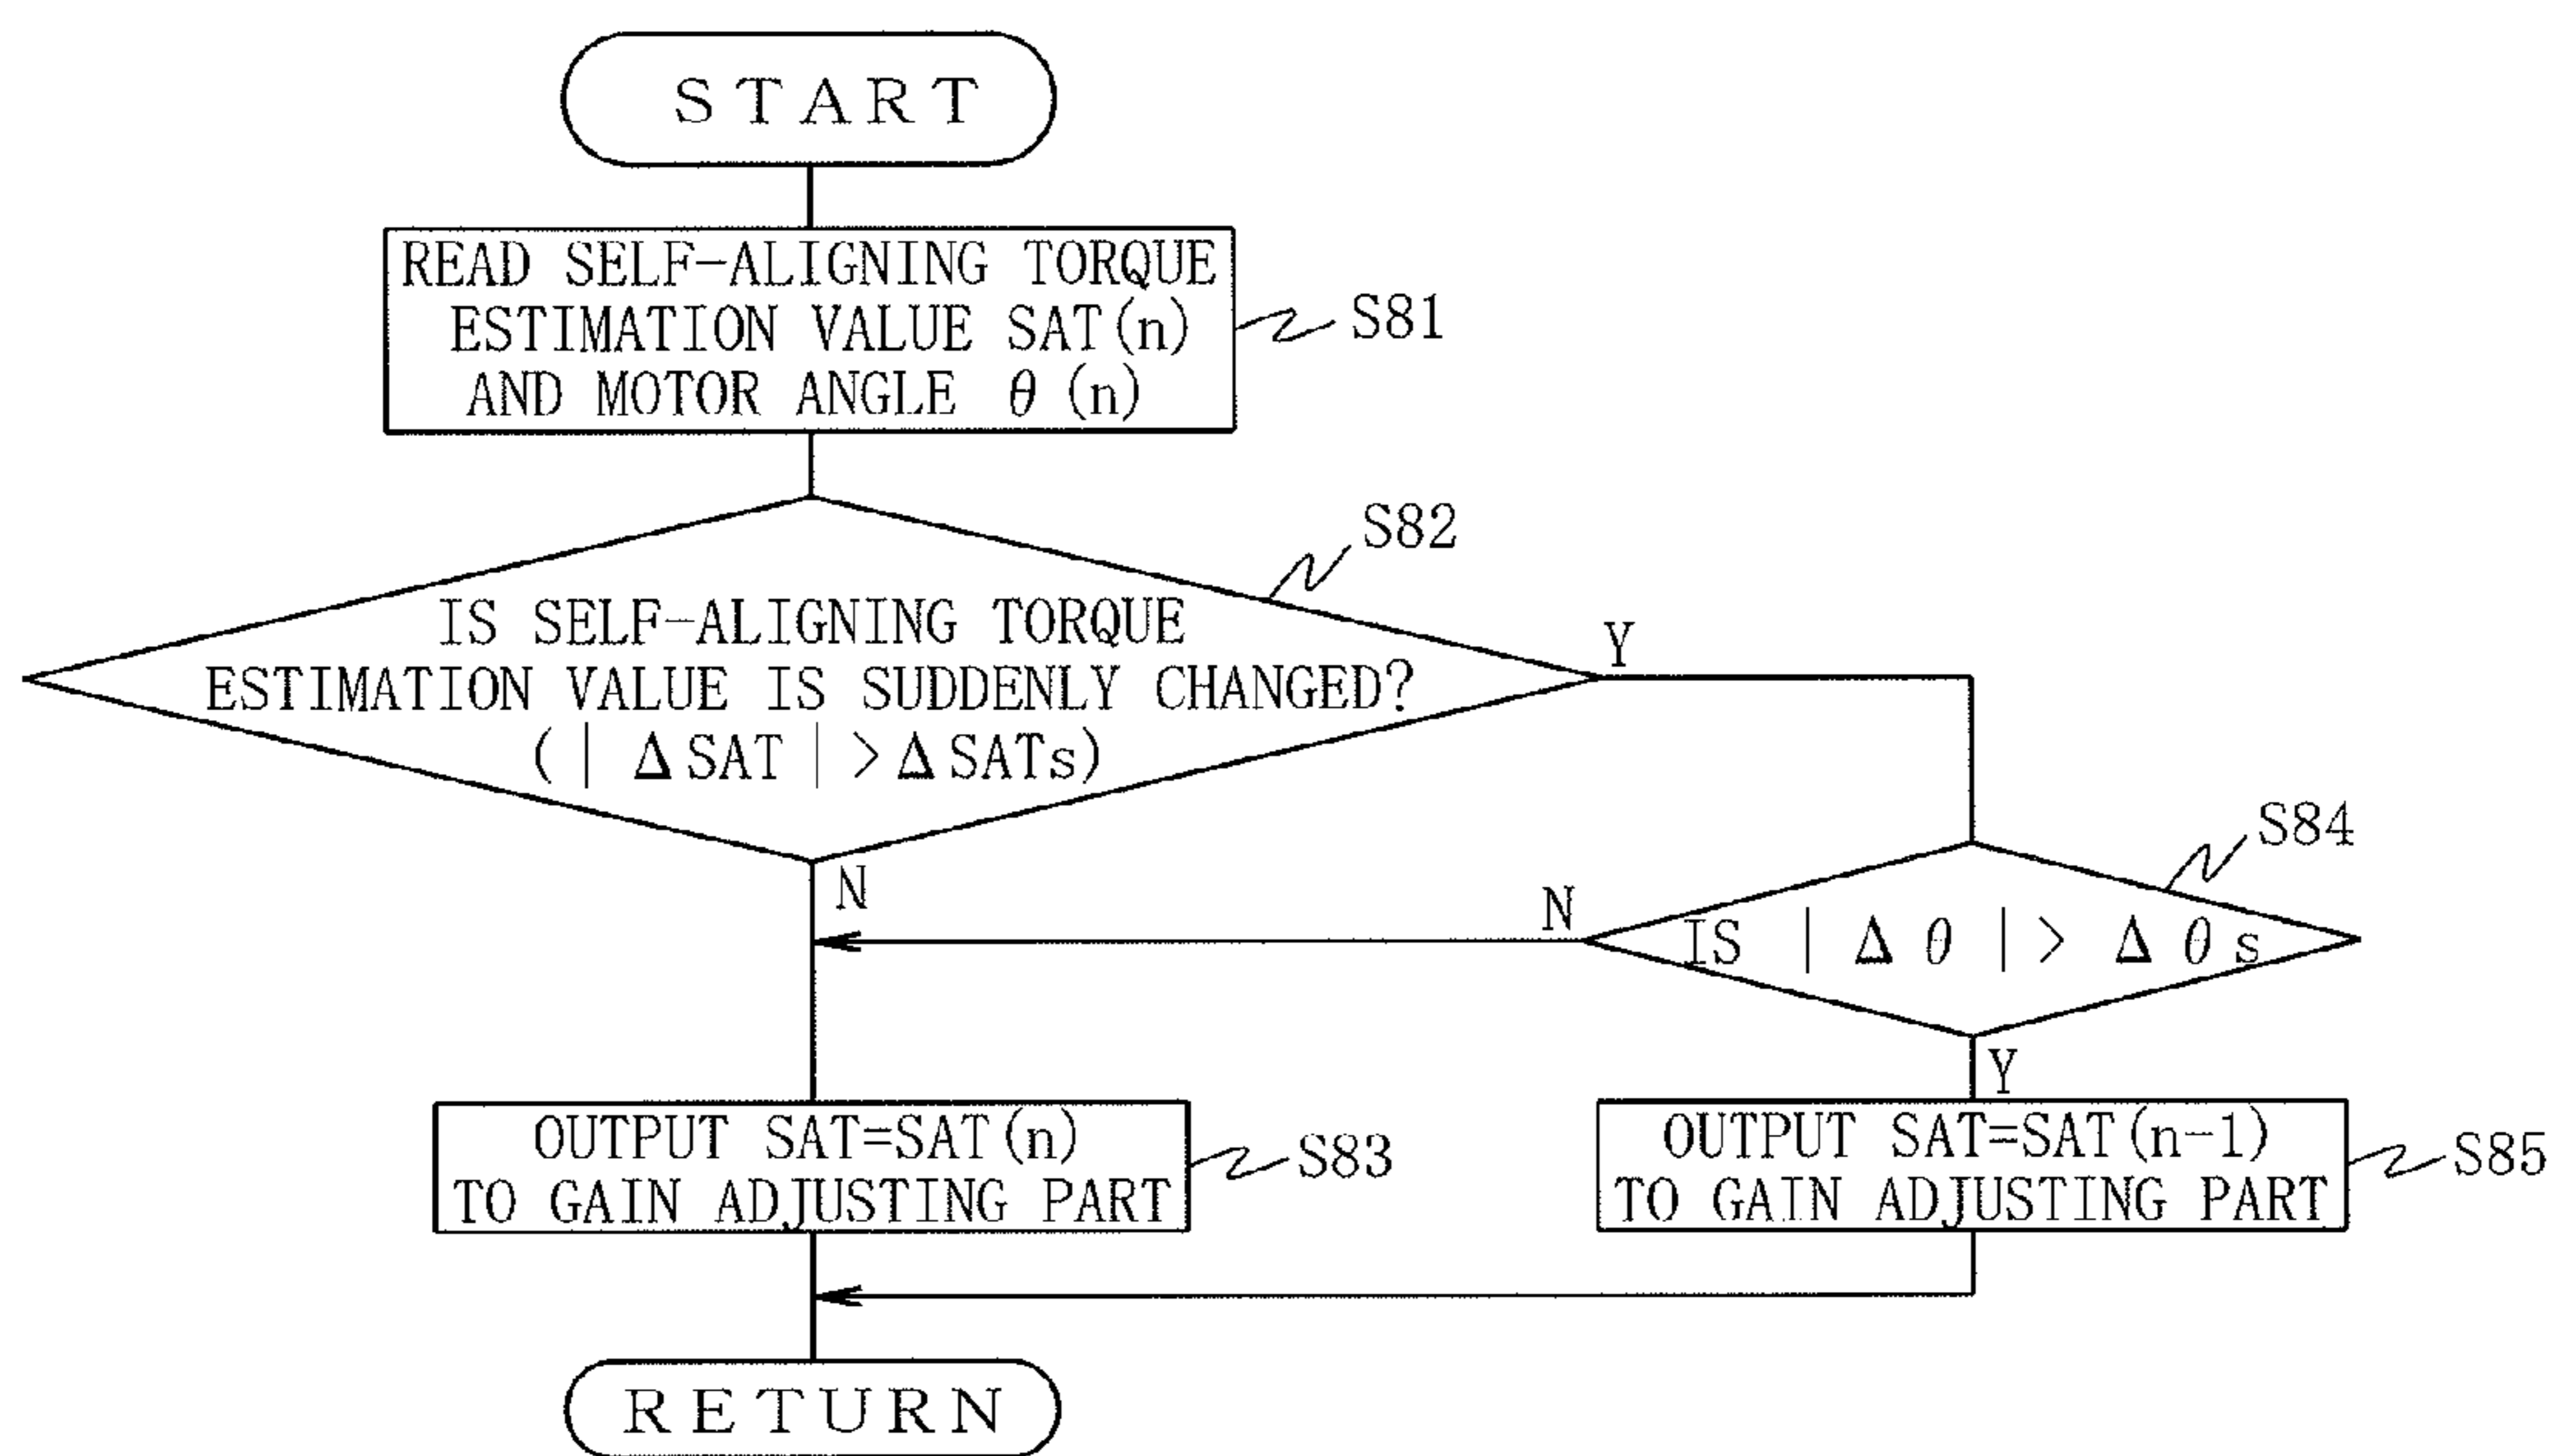 START
READ SELF-ALIGNING TORQUE
ESTIMATION VALUE SAT(n)
AND MOTOR ANGLE θ(n)
S81
S82
IS SELF-ALIGNING TORQUE
ESTIMATION VALUE IS SUDDENLY CHANGED?
(|ΔSAT|>ΔSATs)
Y
N
S84
N
IS |Δθ|> Δθs
Y
OUTPUT SAT=SAT(n)
TO GAIN ADJUSTING PART
S83
OUTPUT SAT=SAT(n-1)
TO GAIN ADJUSTING PART
S85
RETURN